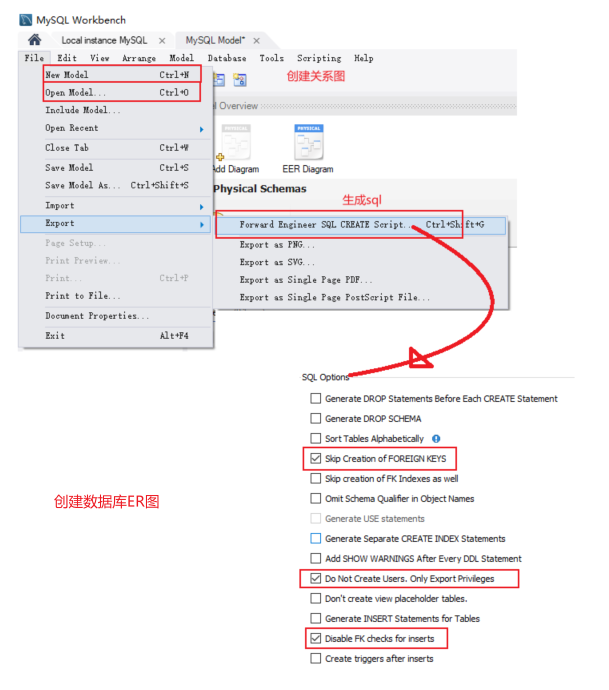 MySQL Workbench
Local instance MySQL ×
MySQL Model* ×
File Edit View Arrange Model Database Tools Scripting Help
New Model Ctrl+N
创建关系图
Open Model... Ctrl+O
Include Model...
Overview
Open Recent
PHYSICAL
PHYSICAL
Close Tab Ctrl+W
Save Model Ctrl+S
Add Diagram
EER Diagram
Save Model As... Ctrl+Shift+S
Physical Schemas
Import
生成sql
Export
Forward Engineer SQL CREATE Script... Ctrl+Shift+G
Page Setup...
Export as PNG...
Print Preview...
Export as SVG...
Print... Ctrl+P
Export as Single Page PDF...
Print to File...
Export as Single Page PostScript File...
Document Properties...
Exit Alt+F4
SQL Options
Generate DROP Statements Before Each CREATE Statement
Generate DROP SCHEMA
Sort Tables Alphabetically
Skip Creation of FOREIGN KEYS
Skip creation of FK Indexes as well
Omit Schema Qualifier in Object Names
创建数据库ER图
Generate USE statements
Generate Separate CREATE INDEX Statements
Add SHOW WARNINGS After Every DDL Statement
Do Not Create Users. Only Export Privileges
Don't create view placeholder tables.
Generate INSERT Statements for Tables
Disable FK checks for inserts
Create triggers after inserts